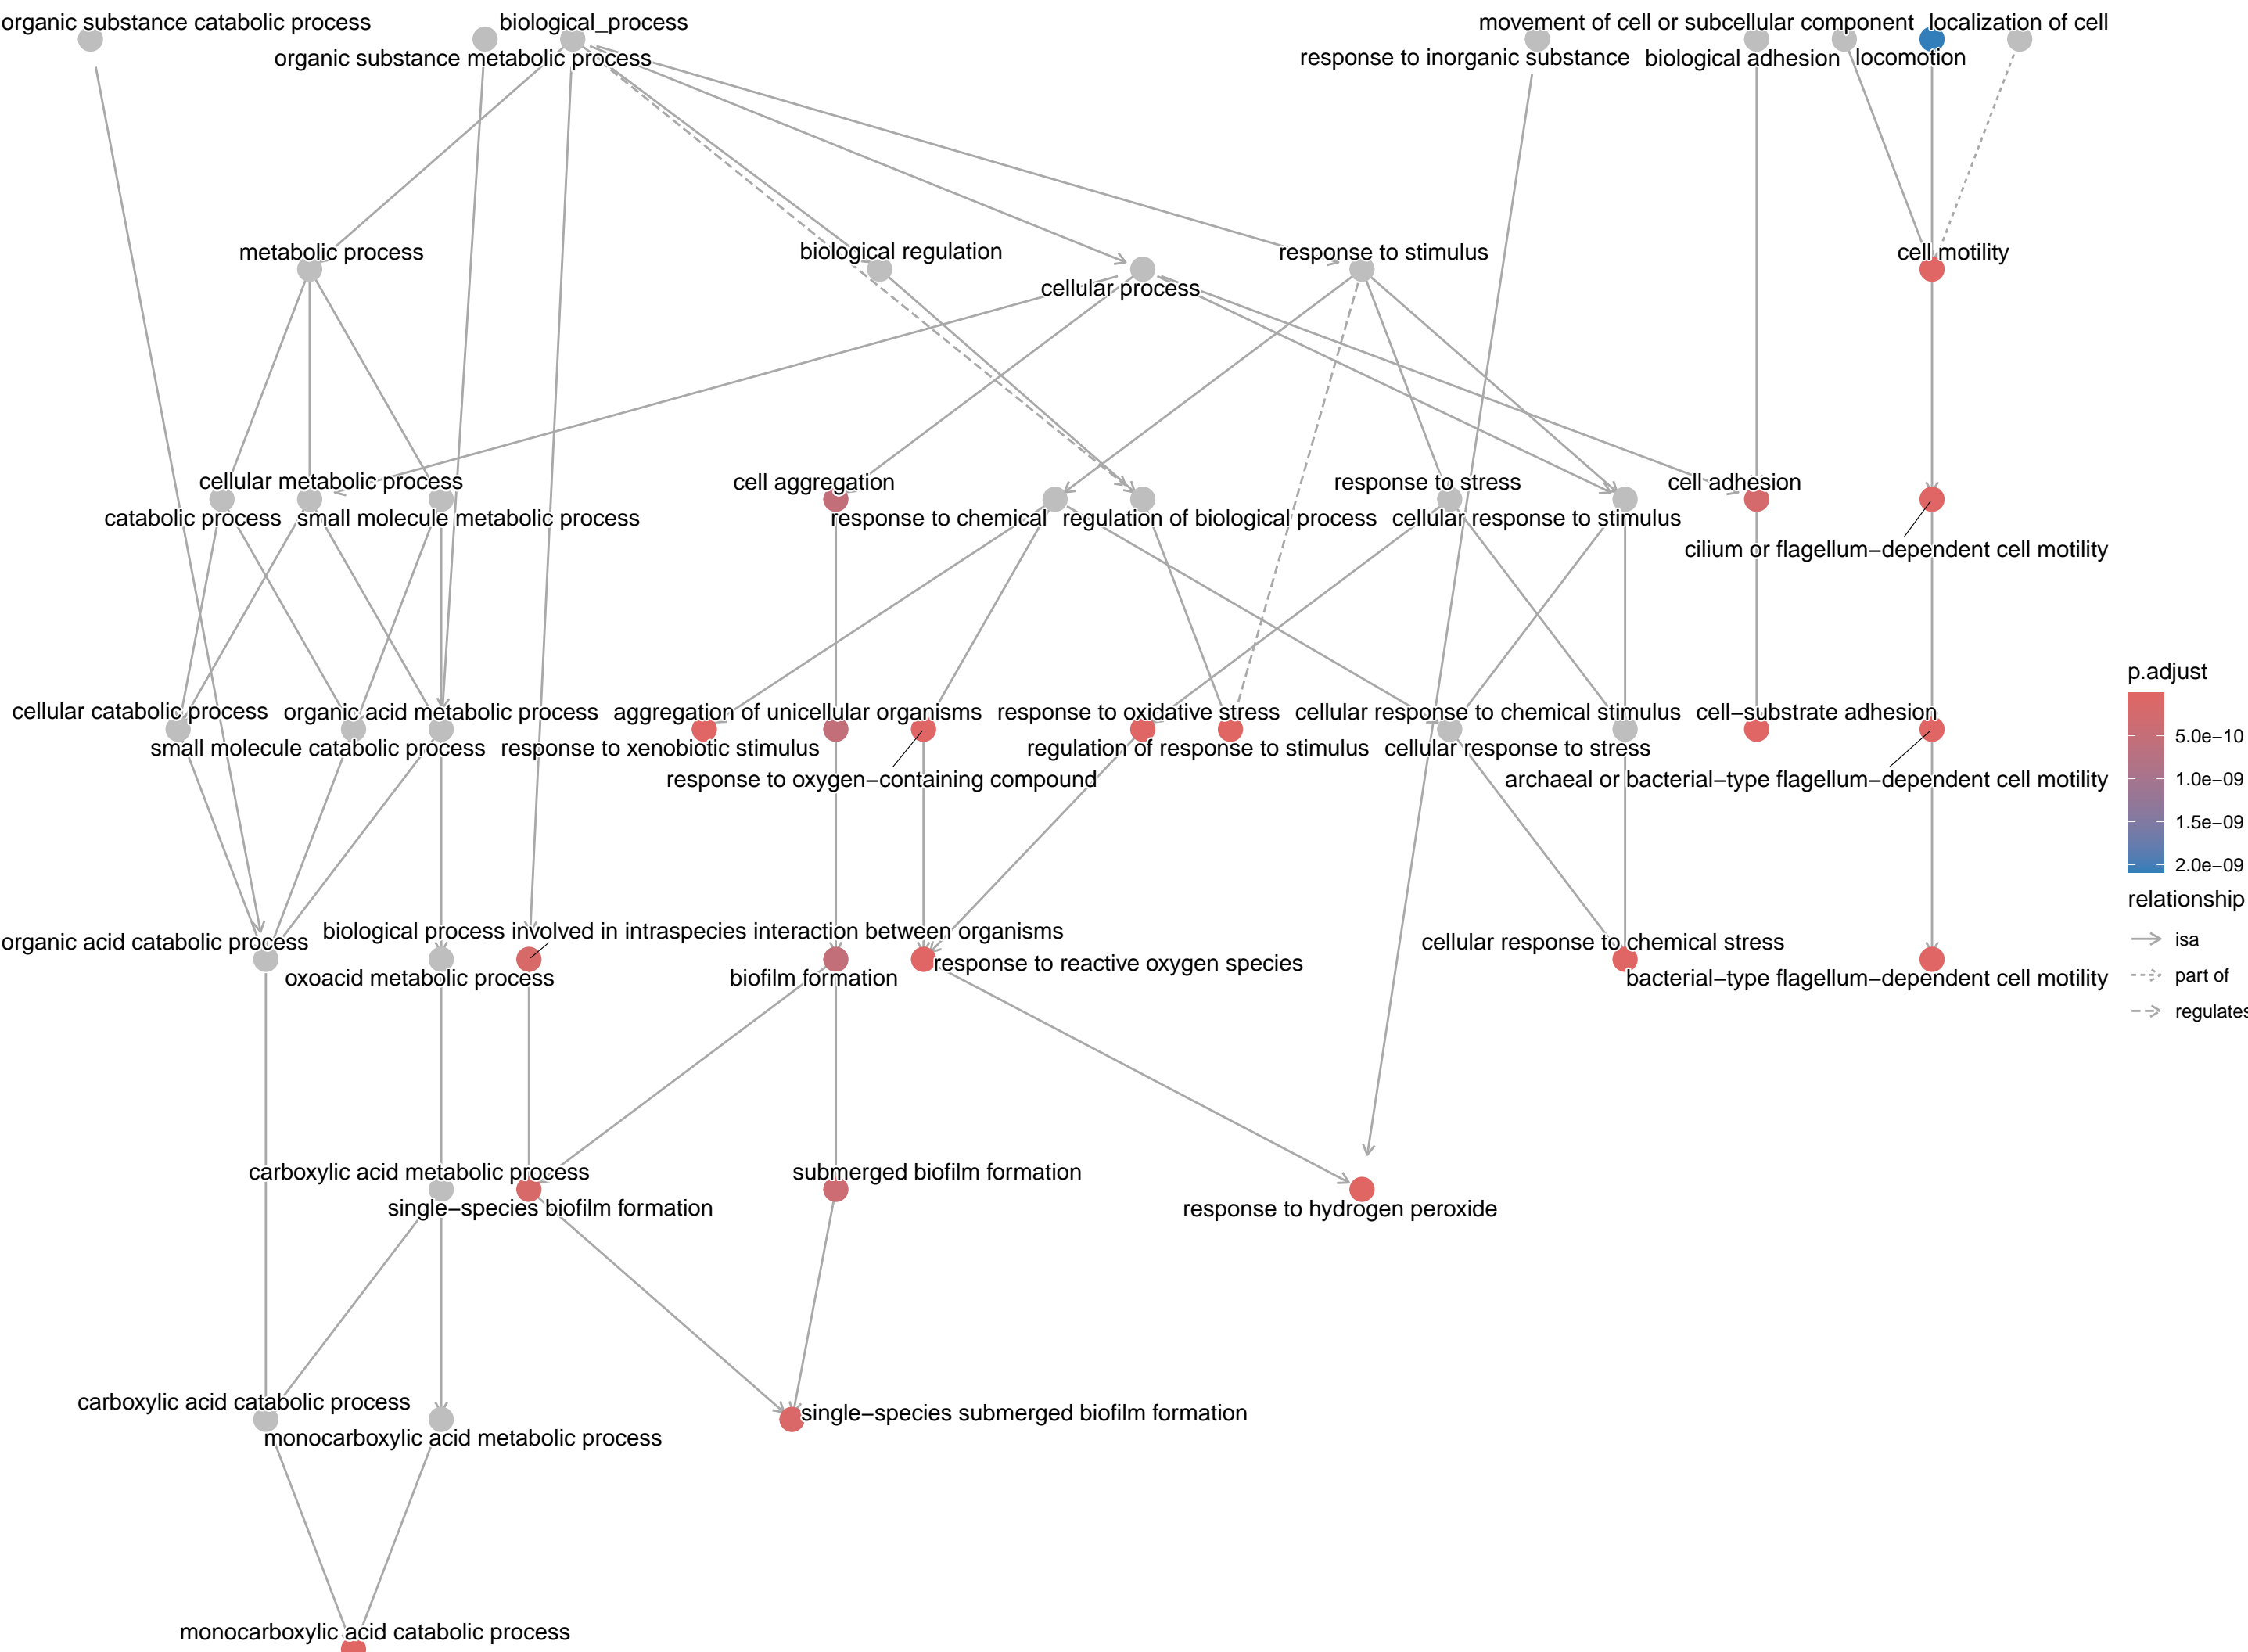 organic substance catabolic process
biological_process
organic substance metabolic process
movement of cell or subcellular component
localization of cell
response to inorganic substance
biological adhesion
locomotion
metabolic process
biological regulation
cellular process
response to stimulus
cell motility
cellular metabolic process
catabolic process
small molecule metabolic process
cell aggregation
response to chemical
regulation of biological process
response to stress
cellular response to stimulus
cell adhesion
cilium or flagellum−dependent cell motility
cellular catabolic process
organic acid metabolic process
aggregation of unicellular organisms
response to oxidative stress
cellular response to chemical stimulus
cell−substrate adhesion
small molecule catabolic process
response to xenobiotic stimulus
regulation of response to stimulus
cellular response to stress
response to oxygen−containing compound
archaeal or bacterial−type flagellum−dependent cell motility
organic acid catabolic process
biological process involved in intraspecies interaction between organisms
oxoacid metabolic process
biofilm formation
response to reactive oxygen species
cellular response to chemical stress
bacterial−type flagellum−dependent cell motility
carboxylic acid metabolic process
single−species biofilm formation
submerged biofilm formation
response to hydrogen peroxide
carboxylic acid catabolic process
monocarboxylic acid metabolic process
single−species submerged biofilm formation
monocarboxylic acid catabolic process
p.adjust
5.0e−10
1.0e−09
1.5e−09
2.0e−09
relationship
isa
part of
regulates